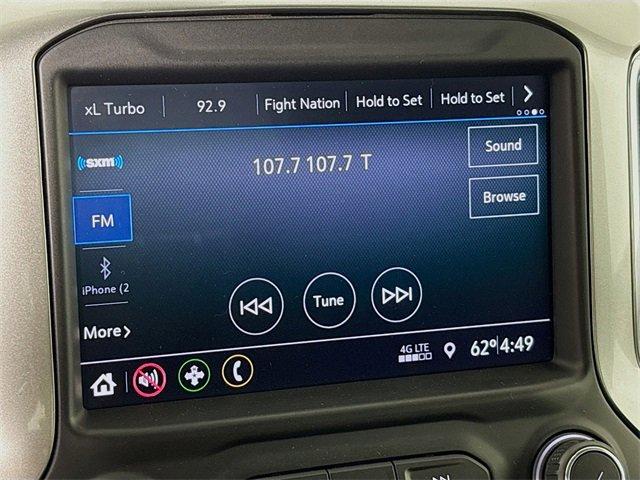 xL Turbo 92.9 Fight Nation Hold to Set Hold to Set
((sxm))
107.7 107.7 T
Sound
FM
Browse
iPhone (2
Tune
More
4G LTE 62° 4:49